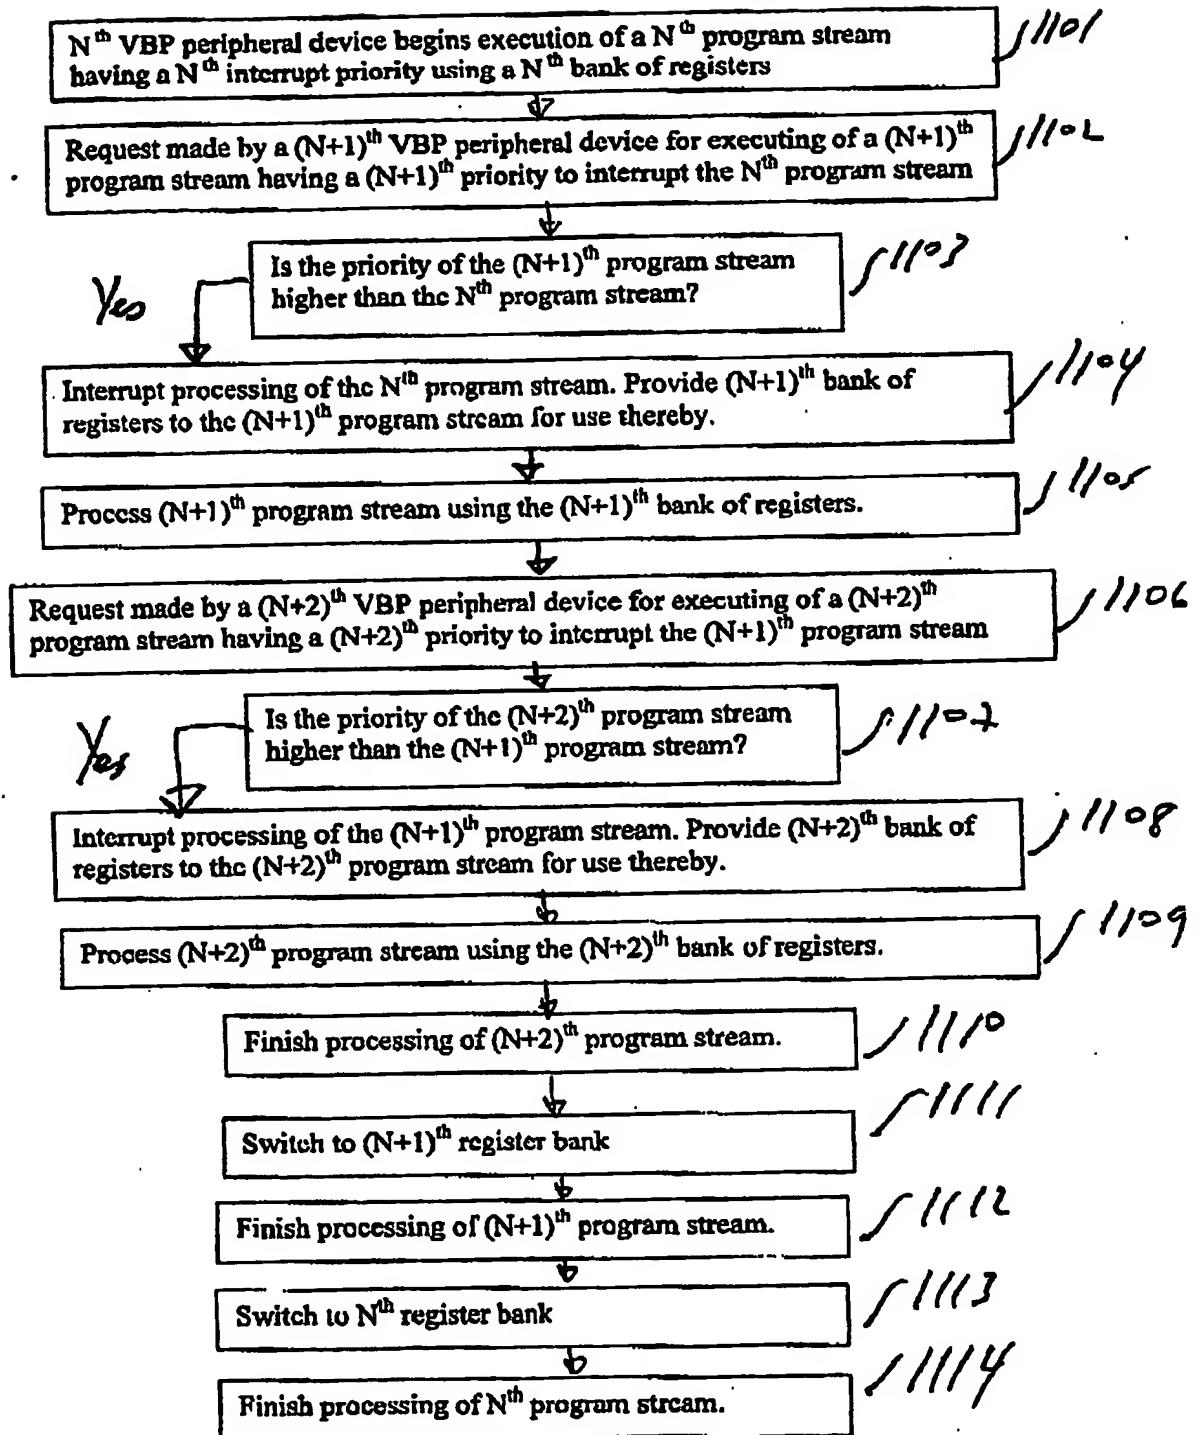 N^th VBP peripheral device begins execution of a N^th program stream
having a N^th interrupt priority using a N^th bank of registers
1101
Request made by a (N+1)^th VBP peripheral device for executing of a (N+1)^th
program stream having a (N+1)^th priority to interrupt the N^th program stream
1102
Is the priority of the (N+1)^th program stream
higher than the N^th program stream?
1103
Yes
Interrupt processing of the N^th program stream. Provide (N+1)^th bank of
registers to the (N+1)^th program stream for use thereby.
1104
Process (N+1)^th program stream using the (N+1)^th bank of registers.
1105
Request made by a (N+2)^th VBP peripheral device for executing of a (N+2)^th
program stream having a (N+2)^th priority to interrupt the (N+1)^th program stream
1106
Is the priority of the (N+2)^th program stream
higher than the (N+1)^th program stream?
1107
Yes
Interrupt processing of the (N+1)^th program stream. Provide (N+2)^th bank of
registers to the (N+2)^th program stream for use thereby.
1108
Process (N+2)^th program stream using the (N+2)^th bank of registers.
1109
Finish processing of (N+2)^th program stream.
1110
Switch to (N+1)^th register bank
1111
Finish processing of (N+1)^th program stream.
1112
Switch to N^th register bank
1113
Finish processing of N^th program stream.
1114